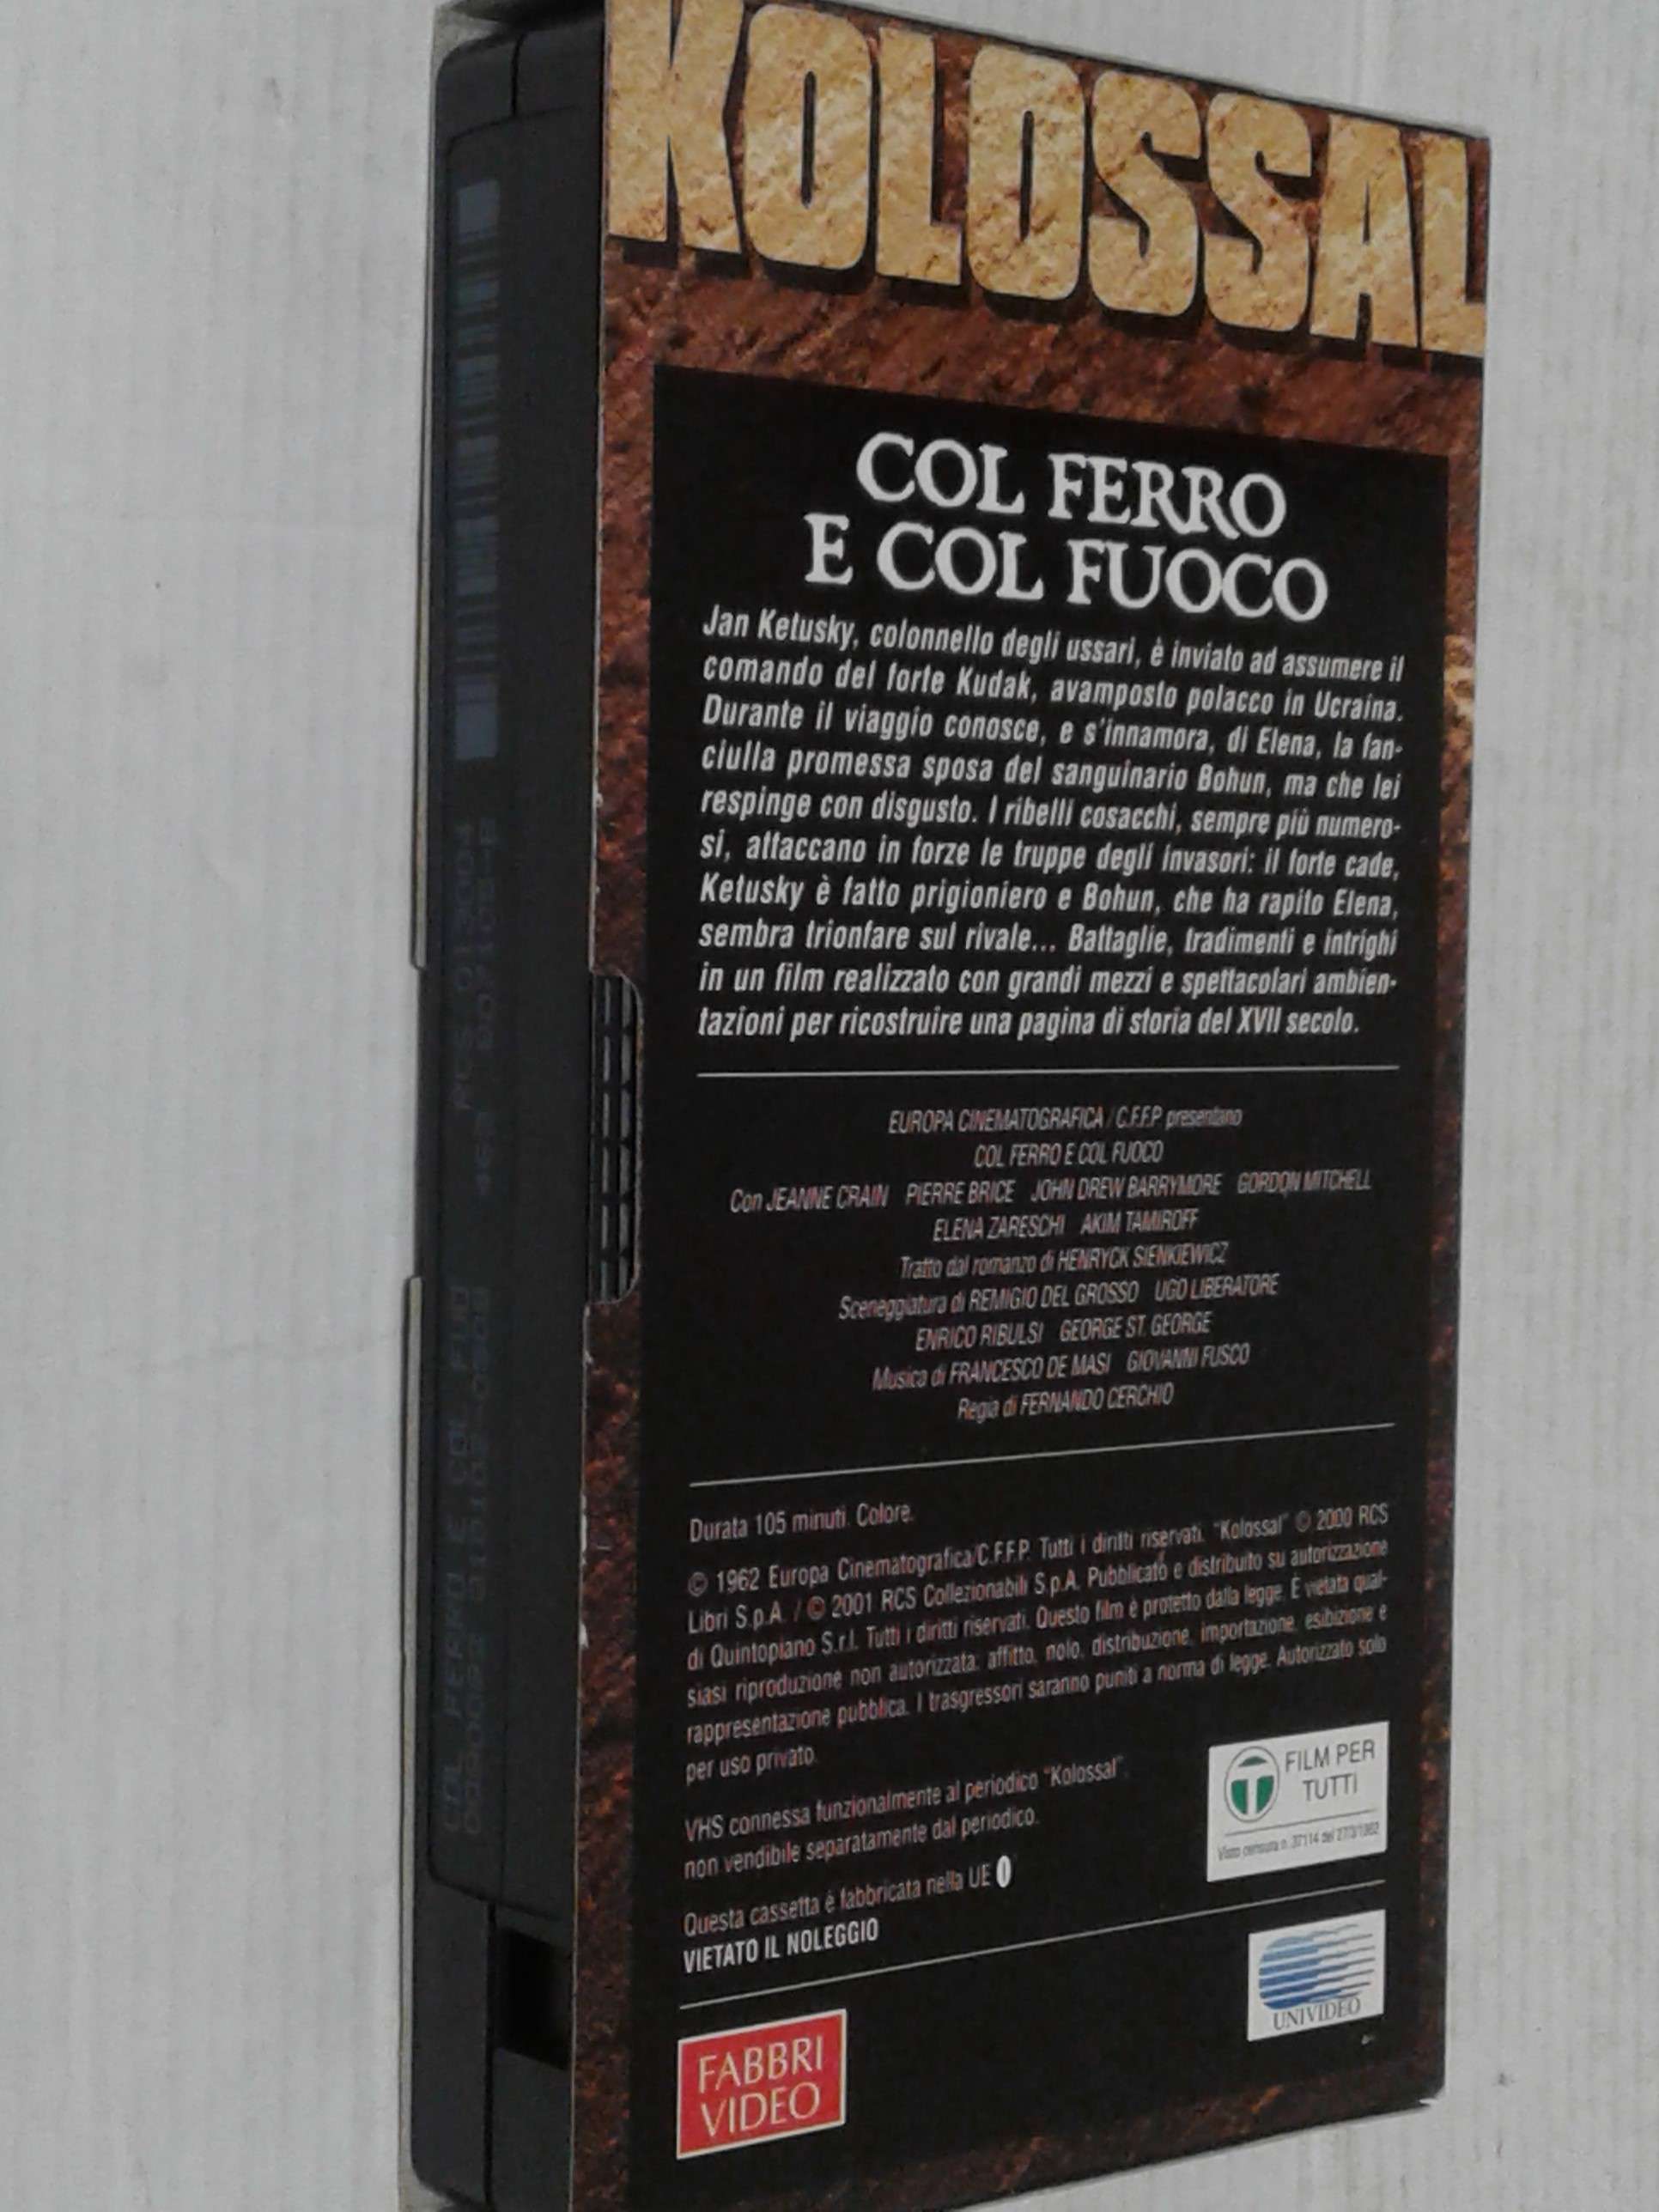 KOLOSSAL
COL FERRO
E COL FUOCO
Jan Ketusky, colonnello degli ussari, è inviato ad assumere il
comando del forte Kudak, avamposto polacco in Ucraina.
Durante il viaggio conosce, e s'innamora, di Elena, la fan-
ciulla promessa sposa del sanguinario Bohun, ma che lei
respinge con disgusto. I ribelli cosacchi, sempre più numero-
si, attaccano in forze le truppe degli invasori: il forte cade,
Ketusky è fatto prigioniero e Bohun, che ha rapito Elena,
sembra trionfare sul rivale... Battaglie, tradimenti e intrighi
in un film realizzato con grandi mezzi e spettacolari ambien-
tazioni per ricostruire una pagina di storia del XVII secolo.
EUROPA CINEMATOGRAFICA / C.F.F.P. presentano
COL FERRO E COL FUOCO
Con JEANNE CRAIN PIERRE BRICE JOHN DREW BARRYMORE GORDON MITCHELL
ELENA ZARESCHI AKIM TAMIROFF
Tratto dal romanzo di HENRYCK SIENKIEWICZ
Sceneggiatura di REMIGIO DEL GROSSO UGO LIBERATORE
ENRICO RIBULSI GEORGE ST. GEORGE
Musica di FRANCESCO DE MASI GIOVANNI FUSCO
Regia di FERNANDO CERCHIO
Durata 105 minuti. Colore.
© 1962 Europa Cinematografica/C.F.F.P. Tutti i diritti riservati. "Kolossal" © 2000 RCS
Libri S.p.A. / © 2001 RCS Collezionabili S.p.A. Pubblicato e distribuito su autorizzazione
di Quintopiano S.r.l. Tutti i diritti riservati. Questo film è protetto dalla legge. È vietata qual-
siasi riproduzione non autorizzata, affitto, nolo, distribuzione, importazione, esibizione e
rappresentazione pubblica. I trasgressori saranno puniti a norma di legge. Autorizzato solo
per uso privato.
VHS connessa funzionalmente al periodico "Kolossal",
non vendibile separatamente dal periodico.
Questa cassetta è fabbricata nella UE
VIETATO IL NOLEGGIO
T FILM PER
TUTTI
Visto censura n. 37114 del 27/3/1962
FABBRI
VIDEO
UNIVIDEO
COL FERRO E COL FUO